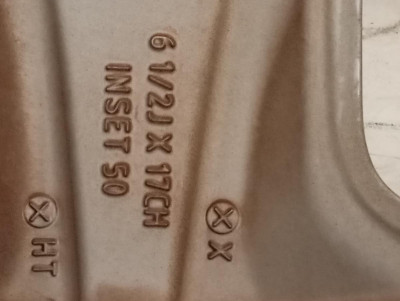 6 1/2J X 17CH
INSET 50
ⓧ X
ⓧ HT